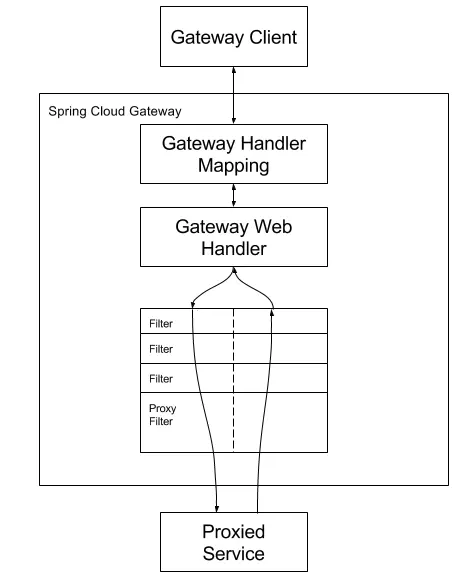 Gateway Client
Spring Cloud Gateway
Gateway Handler
Mapping
Gateway Web
Handler
Filter
Filter
Filter
Proxy
Filter
Proxied
Service